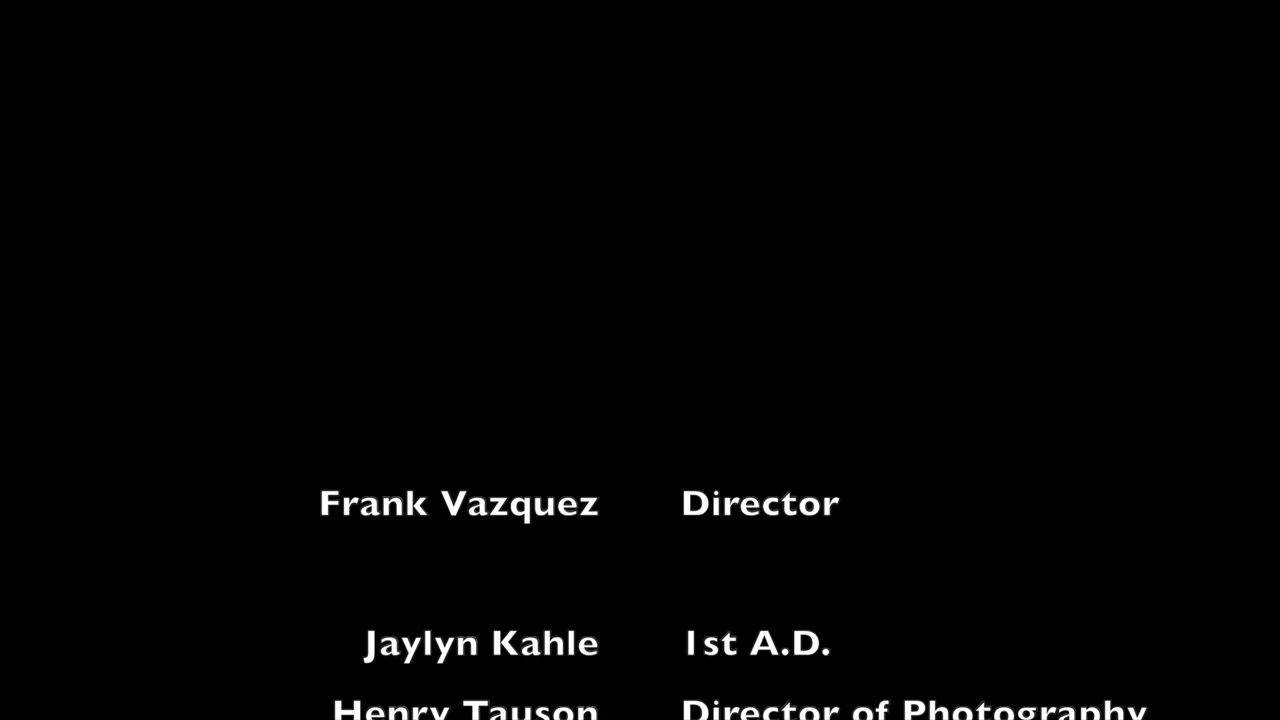 Frank Vazquez Director
Jaylyn Kahle 1st A.D.
Henry Tauson Director of Photography